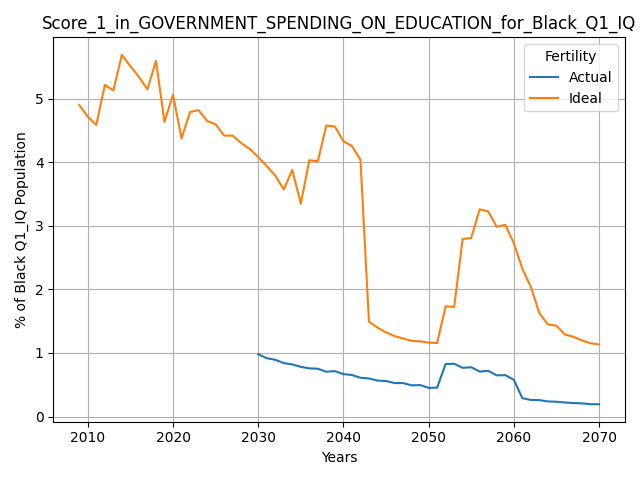 Score_1_in_GOVERNMENT_SPENDING_ON_EDUCATION_for_Black_Q1_IQ
Fertility
Actual
Ideal
% of Black Q1_IQ Population
5
4
3
2
1
0
2010 2020 2030 2040 2050 2060 2070
Years